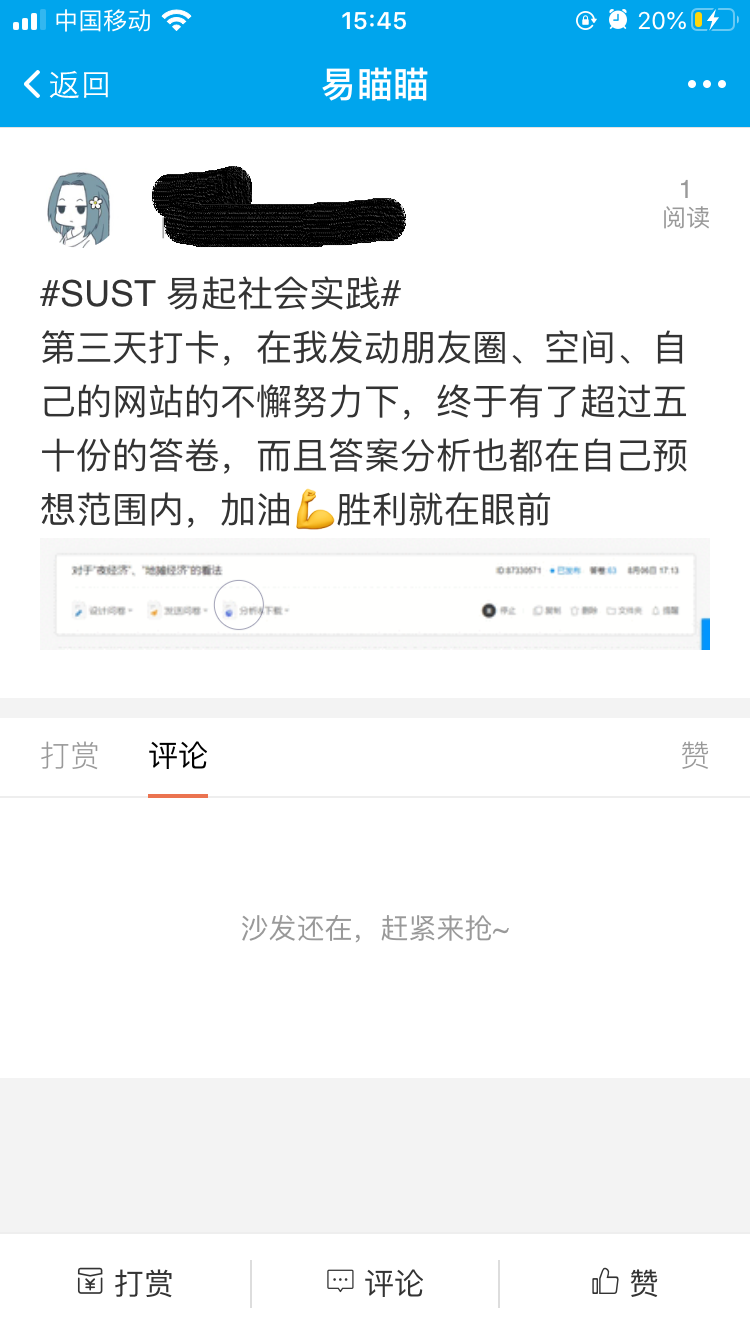 中国移动 15:45 20%
返回 易瞄瞄
1
阅读
#SUST 易起社会实践#
第三天打卡，在我发动朋友圈、空间、自
己的网站的不懈努力下，终于有了超过五
十份的答卷，而且答案分析也都在自己预
想范围内，加油💪胜利就在眼前
对于"夜经济"、"地摊经济"的看法 ID:87330571 已发布 答卷:63 8月06日 17:13
设计问卷 发送问卷 分析&下载 停止 复制 删除 文件夹 提醒
打赏 评论 赞
沙发还在，赶紧来抢~
打赏 评论 赞